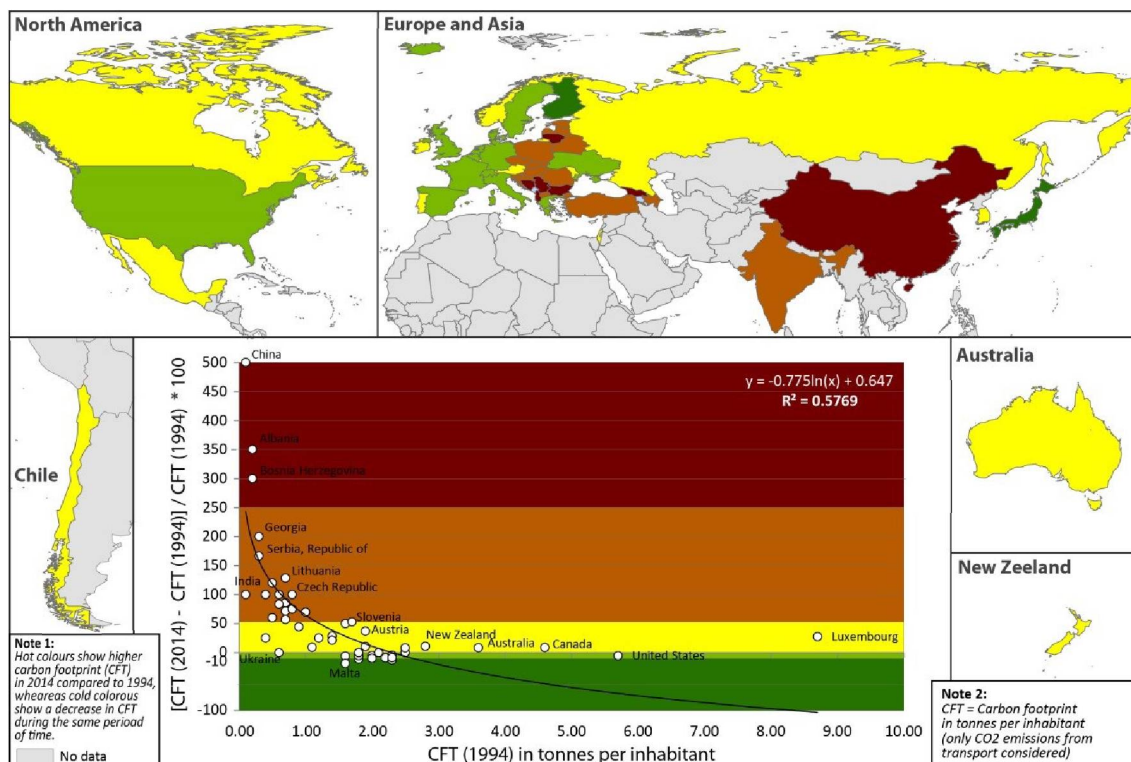 North America
Europe and Asia
Chile
Australia
New Zeeland
[CFT (2014) - CFT (1994)] / CFT (1994) * 100
500
450
400
350
300
250
200
150
100
50
0
-10
-100
0.00 1.00 2.00 3.00 4.00 5.00 6.00 7.00 8.00 9.00 10.00
CFT (1994) in tonnes per inhabitant
y = -0.775ln(x) + 0.647
R² = 0.5769
China
Albania
Bosnia Herzegovina
Georgia
Serbia, Republic of
Lithuania
India
Czech Republic
Slovenia
Austria
New Zealand
Australia
Canada
Luxembourg
Ukraine
United States
Malta
Note 1:
Hot colours show higher
carbon footprint (CFT)
in 2014 compared to 1994,
wheareas cold colorous
show a decrease in CFT
during the same perioad
of time.
No data
Note 2:
CFT = Carbon footprint
in tonnes per inhabitant
(only CO2 emissions from
transport considered)